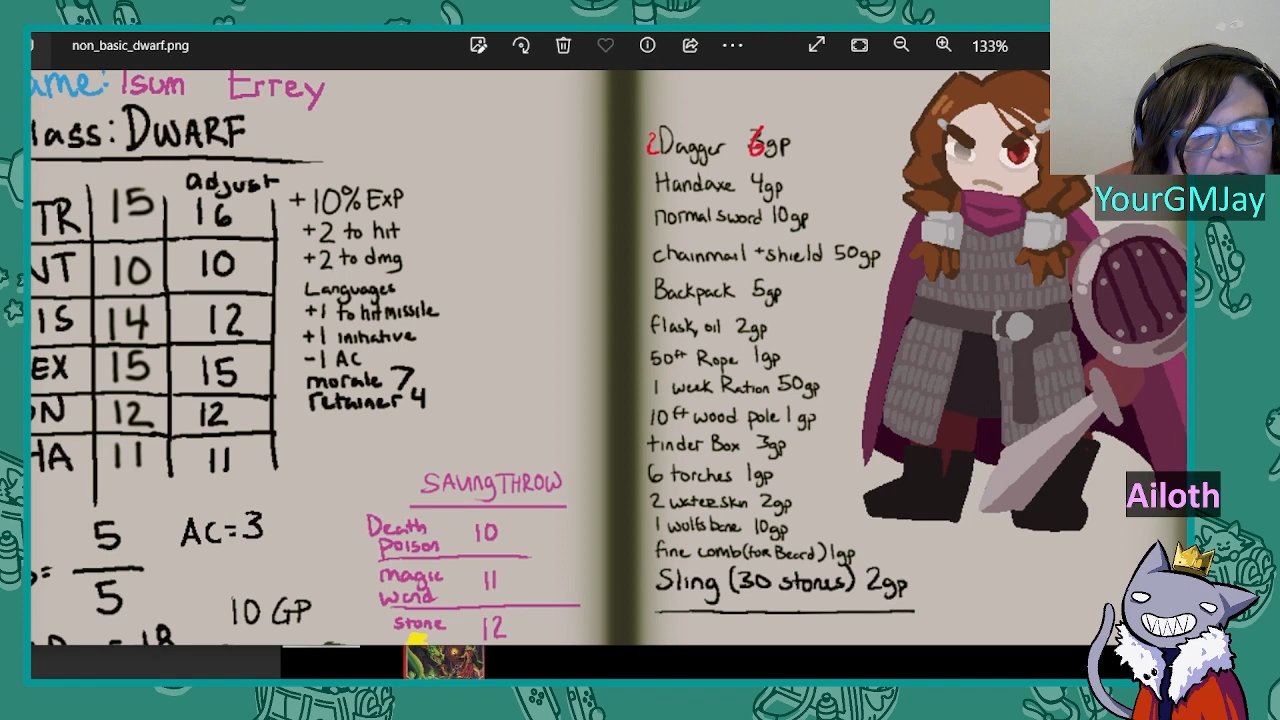 non_basic_dwarf.png
133%
ame: Isum Errey
lass: DWARF
adjust
TR 15 16
NT 10 10
IS 14 12
EX 15 15
ON 12 12
HA 11 11
+10% Exp
+2 to hit
+2 to dmg
Languages
+1 to hit missile
+1 initiative
-1 AC
morale 7
retainer 4
5
5
AC=3
10 GP
SAVING THROW
Death
Poison 10
magic
wand 11
stone 12
2 Dagger 6gp
Handaxe 4gp
normal sword 10gp
chainmail + shield 50gp
Backpack 5gp
flask, oil 2gp
50ft Rope 1gp
1 week Ration 50gp
10ft wood pole 1gp
tinder Box 3gp
6 torches 1gp
2 waterskin 2gp
1 wolfsbane 10gp
fine comb (for Beard) 1gp
Sling (30 stones) 2gp
YourGMJay
Ailoth